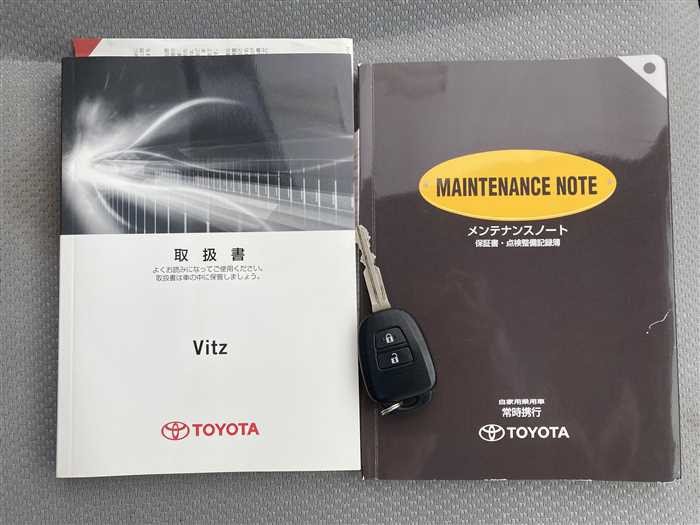 取扱書
よくお読みになってご使用ください。
取扱書は車の中に保管しましょう。
Vitz
TOYOTA
MAINTENANCE NOTE
メンテナンスノート
保証書・点検整備記録簿
自家用乗用車
常時携行
TOYOTA